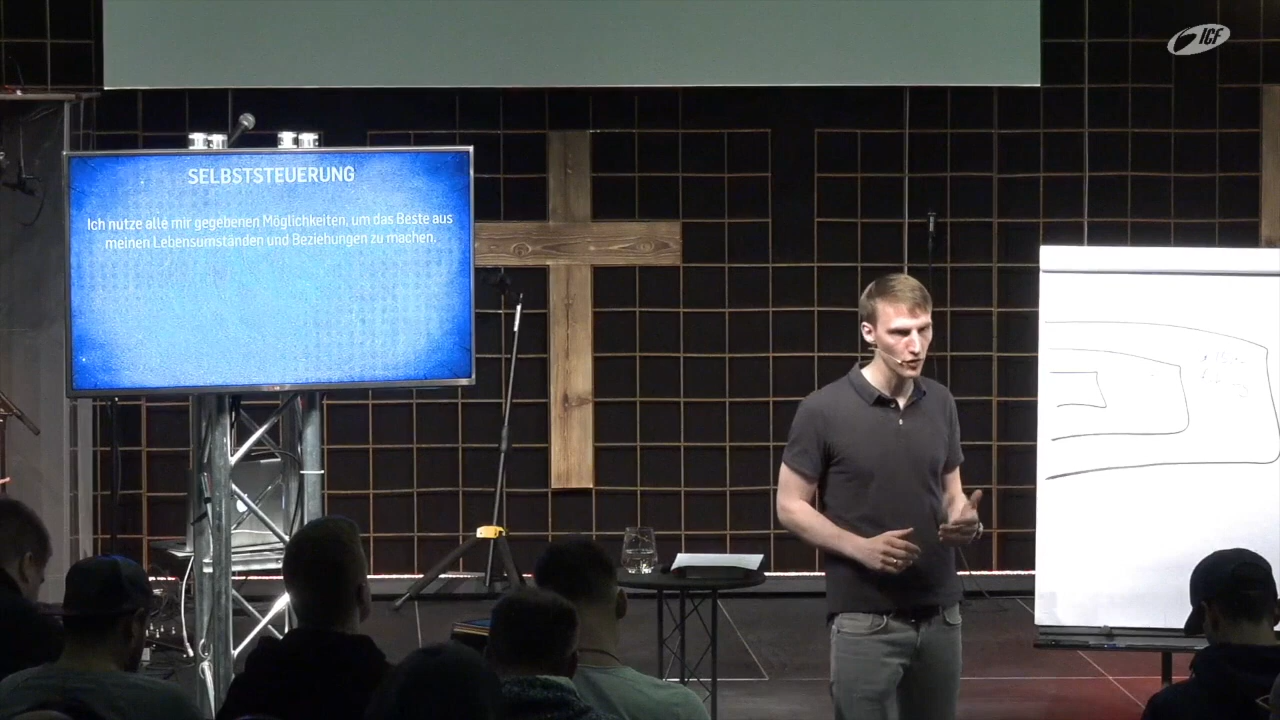 ICF
SELBSTSTEUERUNG
Ich nutze alle mir gegebenen Möglichkeiten, um das Beste aus
meinen Lebensumständen und Beziehungen zu machen.